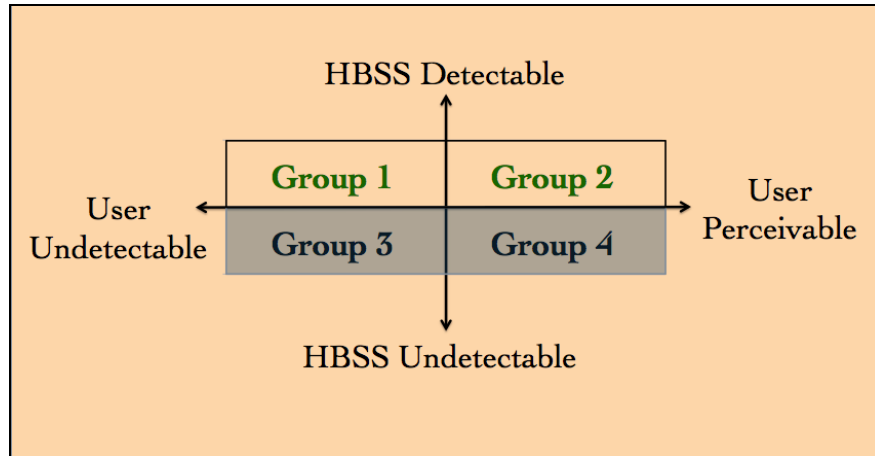 HBSS Detectable
Group 1
Group 2
User
Undetectable
User
Perceivable
Group 3
Group 4
HBSS Undetectable